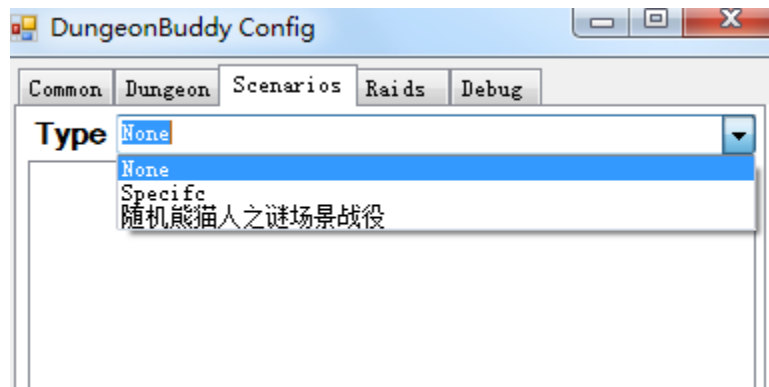 DungeonBuddy Config
Common Dungeon Scenarios Raids Debug
Type None
None
Specifc
随机熊猫人之谜场景战役